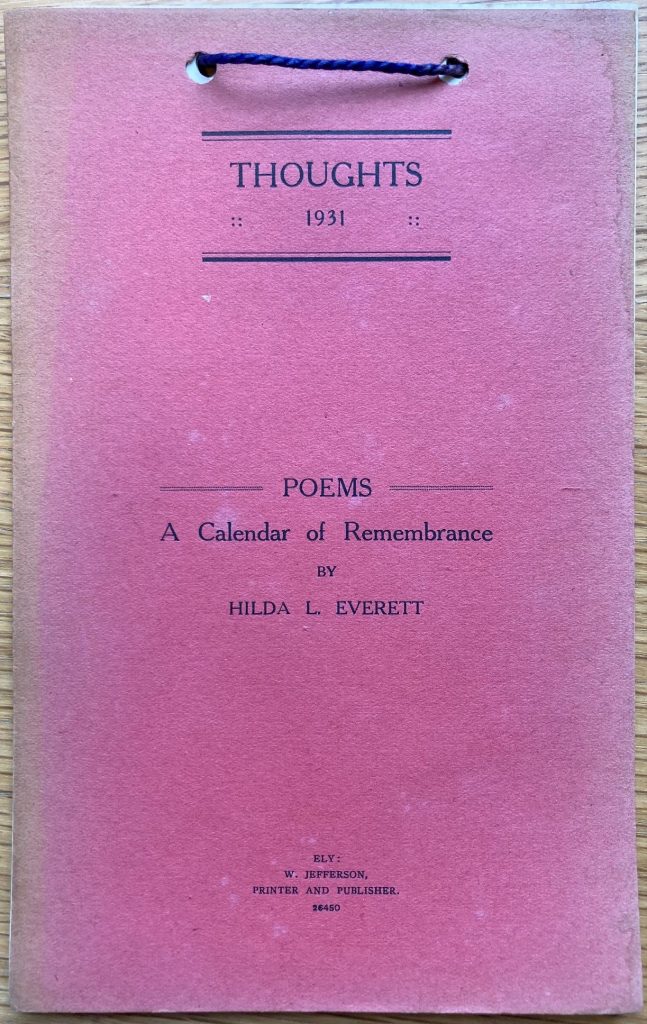 THOUGHTS
:: 1931 ::
POEMS
A Calendar of Remembrance
BY
HILDA L. EVERETT
ELY:
W. JEFFERSON,
PRINTER AND PUBLISHER.
26450